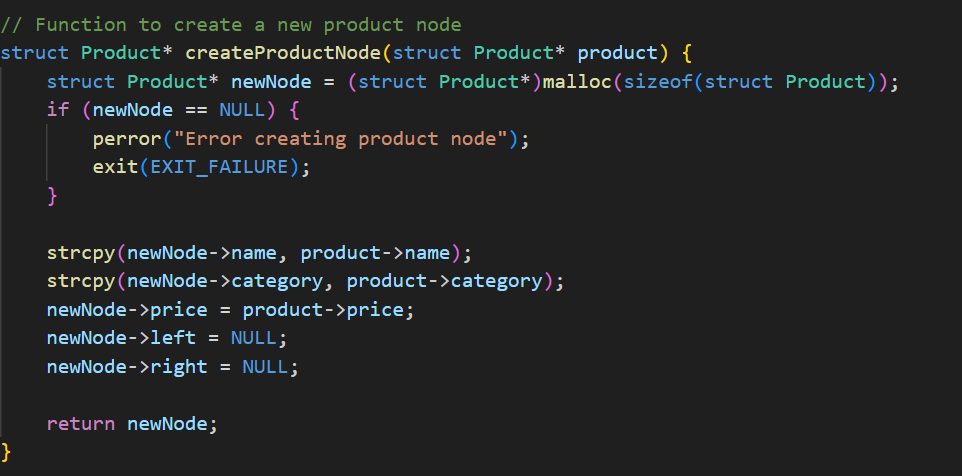 // Function to create a new product node
struct Product* createProductNode(struct Product* product) {
    struct Product* newNode = (struct Product*)malloc(sizeof(struct Product));
    if (newNode == NULL) {
        perror("Error creating product node");
        exit(EXIT_FAILURE);
    }

    strcpy(newNode->name, product->name);
    strcpy(newNode->category, product->category);
    newNode->price = product->price;
    newNode->left = NULL;
    newNode->right = NULL;

    return newNode;
}